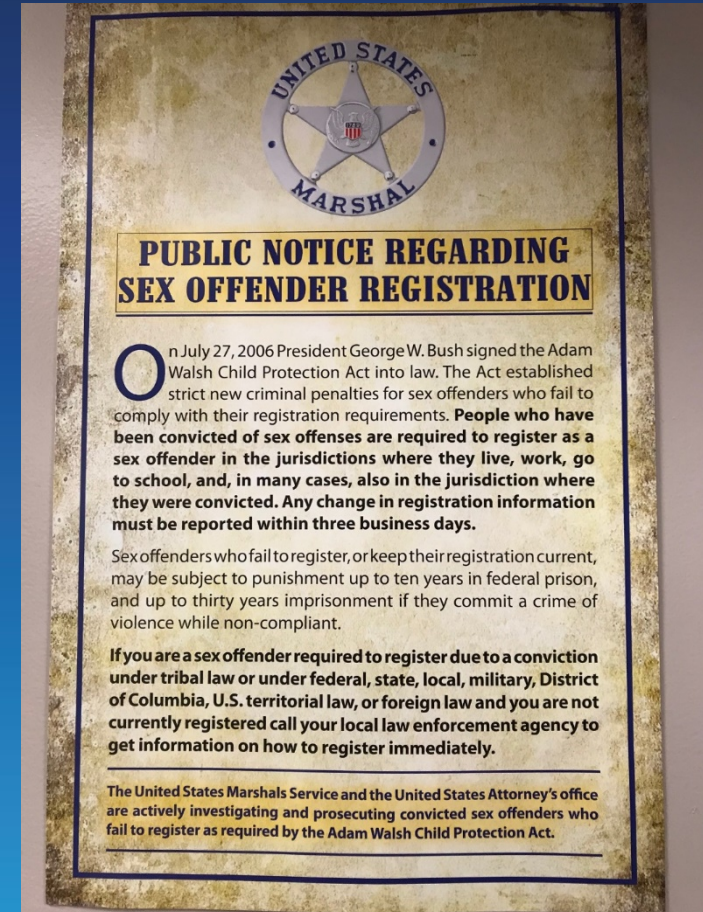 UNITED STATES
MARSHAL
PUBLIC NOTICE REGARDING
SEX OFFENDER REGISTRATION
On July 27, 2006 President George W. Bush signed the Adam
Walsh Child Protection Act into law. The Act established
strict new criminal penalties for sex offenders who fail to
comply with their registration requirements. People who have
been convicted of sex offenses are required to register as a
sex offender in the jurisdictions where they live, work, go
to school, and, in many cases, also in the jurisdiction where
they were convicted. Any change in registration information
must be reported within three business days.
Sex offenders who fail to register, or keep their registration current,
may be subject to punishment up to ten years in federal prison,
and up to thirty years imprisonment if they commit a crime of
violence while non-compliant.
If you are a sex offender required to register due to a conviction
under tribal law or under federal, state, local, military, District
of Columbia, U.S. territorial law, or foreign law and you are not
currently registered call your local law enforcement agency to
get information on how to register immediately.
The United States Marshals Service and the United States Attorney's office
are actively investigating and prosecuting convicted sex offenders who
fail to register as required by the Adam Walsh Child Protection Act.